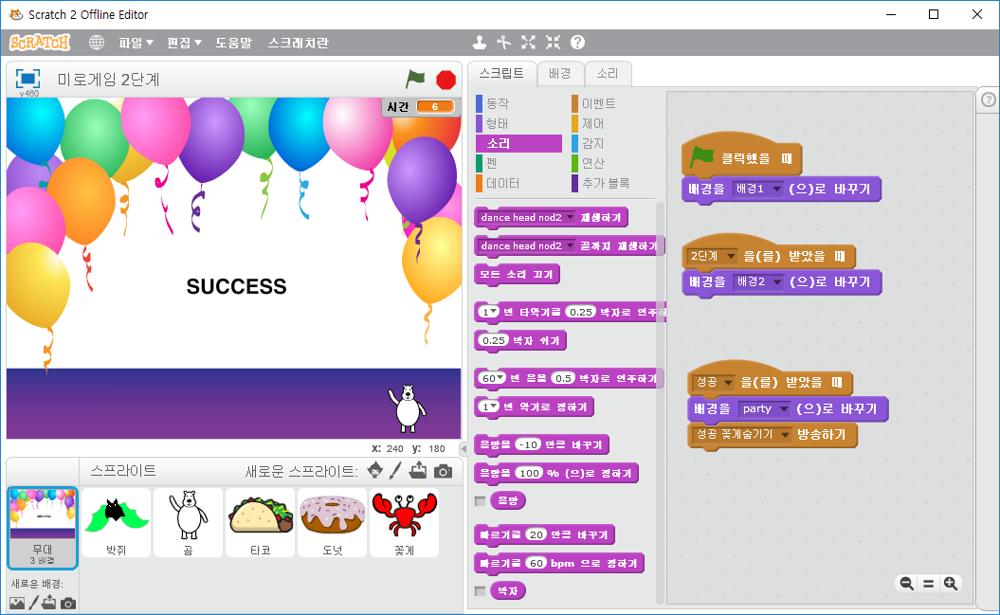 Scratch 2 Offline Editor
SCRATCH 파일 편집 도움말 스크래치란
v460 미로게임 2단계
시간 6
SUCCESS
x: 240 y: 180
스프라이트 새로운 스프라이트:
무대
3 배경
박쥐
곰
타코
도넛
꽃게
새로운 배경:
스크립트 배경 소리
동작 이벤트
형태 제어
소리 감지
펜 연산
데이터 추가 블록
dance head nod2 재생하기
dance head nod2 끝까지 재생하기
모든 소리 끄기
1 번 타악기를 0.25 박자로 연주하
0.25 박자 쉬기
60 번 음을 0.5 박자로 연주하기
1 번 악기로 정하기
음량을 -10 만큼 바꾸기
음량을 100 % (으)로 정하기
음량
빠르기를 20 만큼 바꾸기
빠르기를 60 bpm 으로 정하기
박자
클릭했을 때
배경을 배경1 (으)로 바꾸기
2단계 을(를) 받았을 때
배경을 배경2 (으)로 바꾸기
성공 을(를) 받았을 때
배경을 party (으)로 바꾸기
성공 꽃게숨기기 방송하기